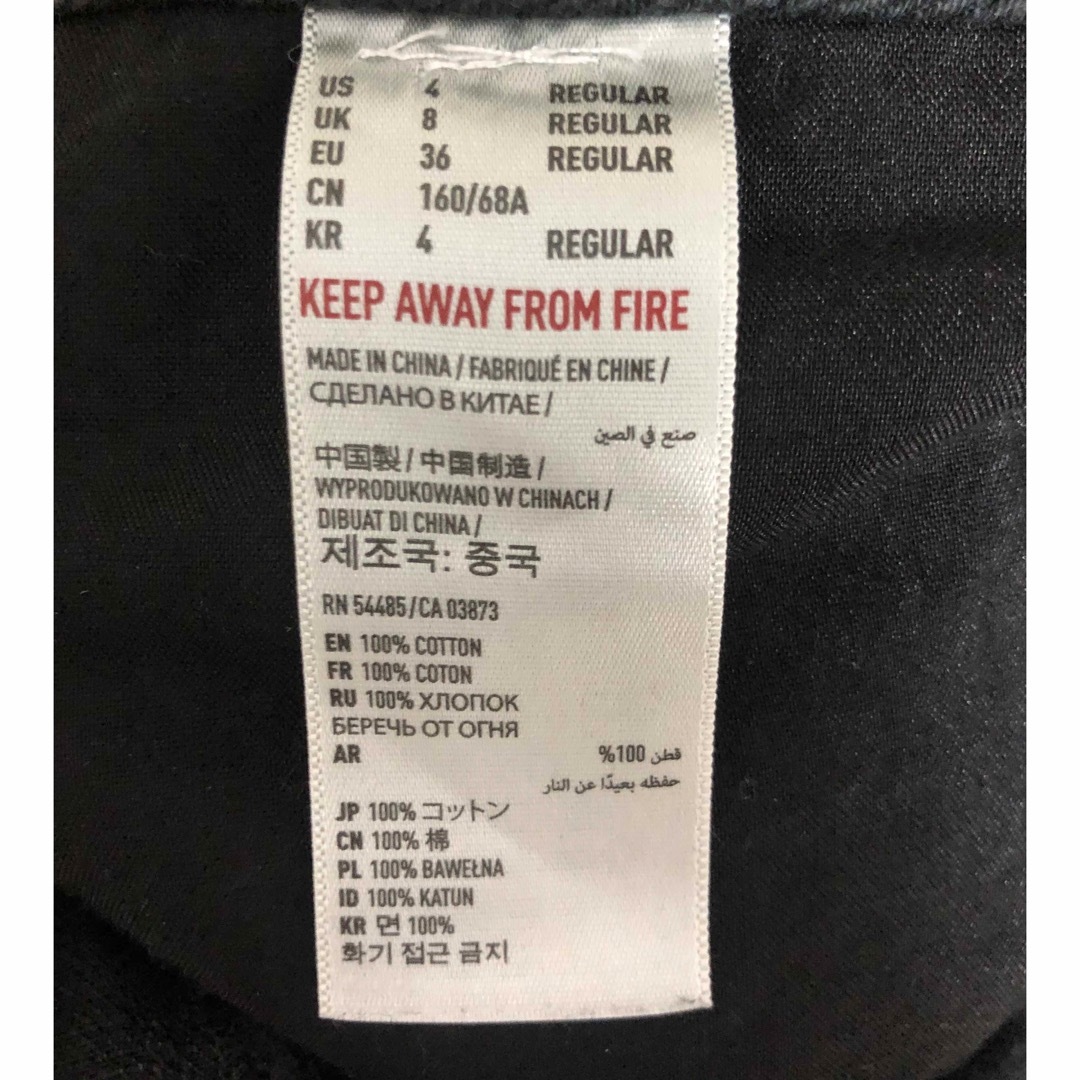 US 4 REGULAR
UK 8 REGULAR
EU 36 REGULAR
CN 160/68A
KR 4 REGULAR
KEEP AWAY FROM FIRE
MADE IN CHINA / FABRIQUÉ EN CHINE /
СДЕЛАНО В КИТАЕ /
صنع في الصين
中国製 / 中国制造 /
WYPRODUKOWANO W CHINACH /
DIBUAT DI CHINA /
제조국: 중국
RN 54485/CA 03873
EN 100% COTTON
FR 100% COTON
RU 100% ХЛОПОК
БЕРЕЧЬ ОТ ОГНЯ
AR قطن 100%
حفظه بعيدًا عن النار
JP 100% コットン
CN 100% 棉
PL 100% BAWEŁNA
ID 100% KATUN
KR 면 100%
화기 접근 금지